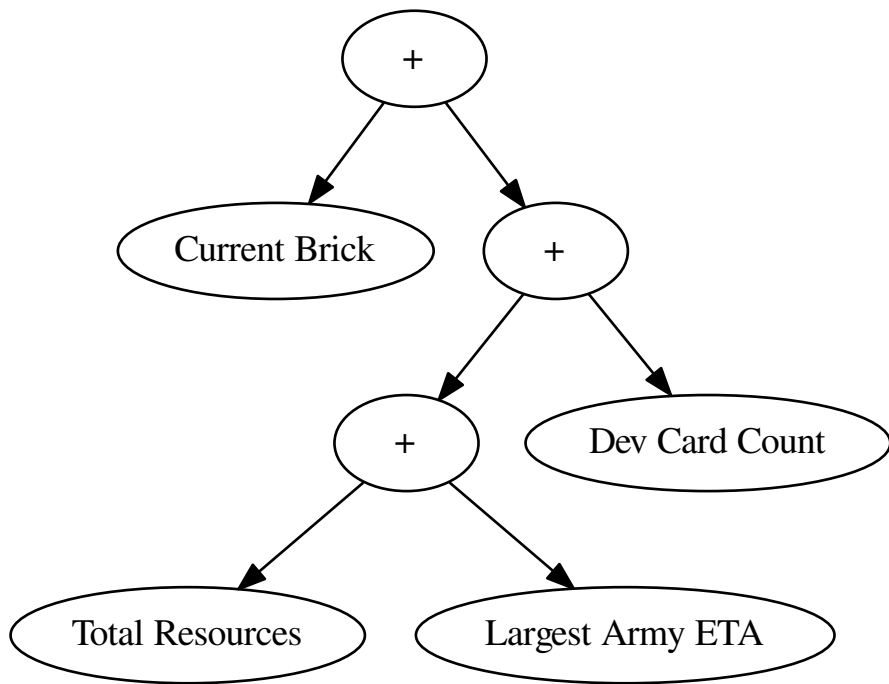 +
Current Brick
+
+
Dev Card Count
Total Resources
Largest Army ETA